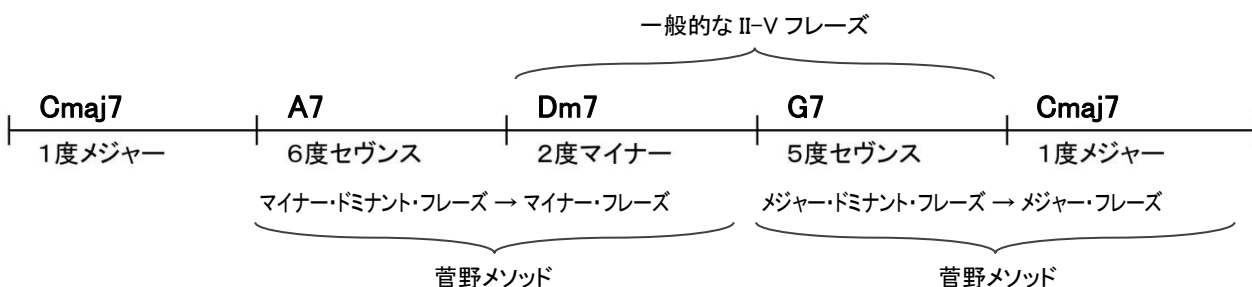 一般的な II-V フレーズ
Cmaj7 A7 Dm7 G7 Cmaj7
1度メジャー 6度セヴンス 2度マイナー 5度セヴンス 1度メジャー
マイナー・ドミナント・フレーズ → マイナー・フレーズ メジャー・ドミナント・フレーズ → メジャー・フレーズ
菅野メソッド 菅野メソッド